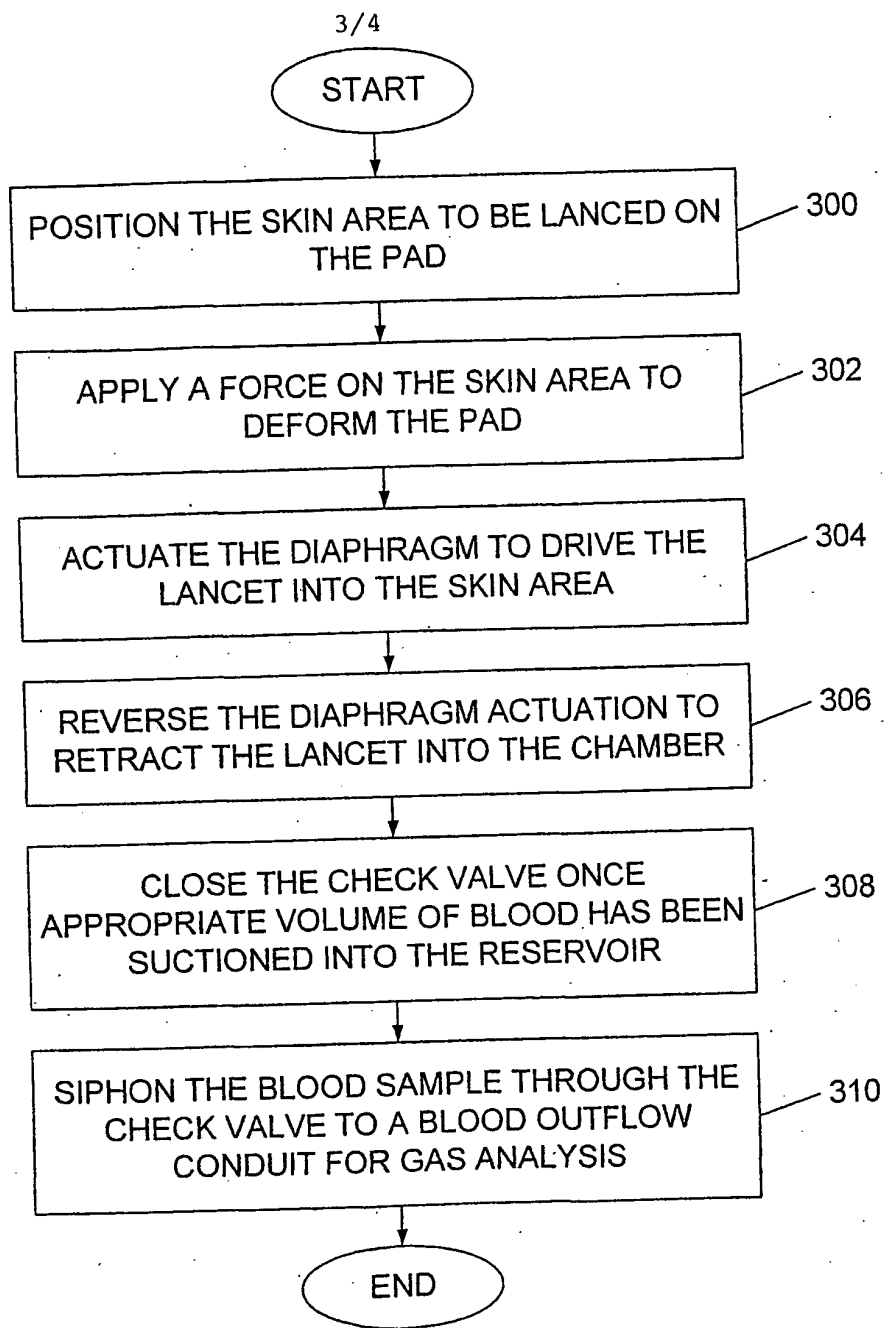 3/4
START
POSITION THE SKIN AREA TO BE LANCED ON
THE PAD
300
APPLY A FORCE ON THE SKIN AREA TO
DEFORM THE PAD
302
ACTUATE THE DIAPHRAGM TO DRIVE THE
LANCET INTO THE SKIN AREA
304
REVERSE THE DIAPHRAGM ACTUATION TO
RETRACT THE LANCET INTO THE CHAMBER
306
CLOSE THE CHECK VALVE ONCE
APPROPRIATE VOLUME OF BLOOD HAS BEEN
SUCTIONED INTO THE RESERVOIR
308
SIPHON THE BLOOD SAMPLE THROUGH THE
CHECK VALVE TO A BLOOD OUTFLOW
CONDUIT FOR GAS ANALYSIS
310
END